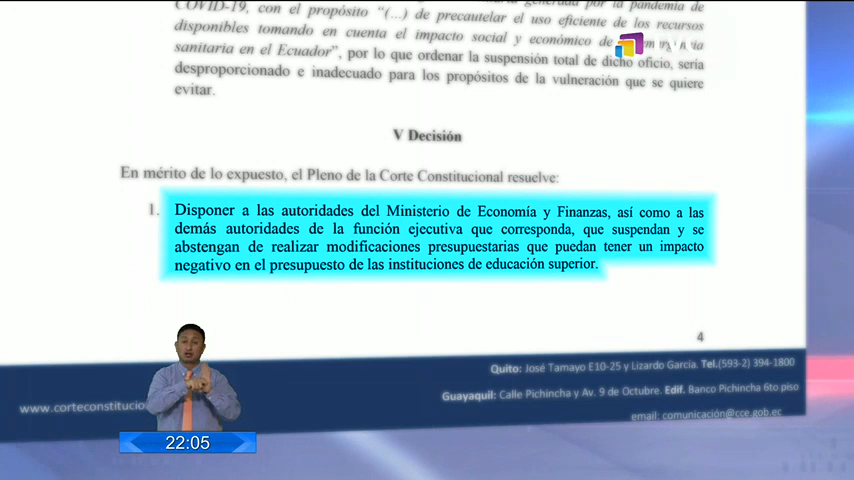 COVID-19, con el propósito "(...) de precautelar el uso eficiente de los recursos
disponibles tomando en cuenta el impacto social y económico de
sanitaria en el Ecuador", por lo que ordenar la suspensión total de dicho oficio, sería
desproporcionado e inadecuado para los propósitos de la vulneración que se quiere
evitar.
V Decisión
En mérito de lo expuesto, el Pleno de la Corte Constitucional resuelve:
1. Disponer a las autoridades del Ministerio de Economía y Finanzas, así como a las
demás autoridades de la función ejecutiva que corresponda, que suspendan y se
abstengan de realizar modificaciones presupuestarias que puedan tener un impacto
negativo en el presupuesto de las instituciones de educación superior.
4
Quito: José Tamayo E10-25 y Lizardo García. Tel.(593-2) 394-1800
Guayaquil: Calle Pichincha y Av. 9 de Octubre. Edif. Banco Pichincha 6to piso
www.corteconstitucio
email: comunicación@cce.gob.ec
22:05